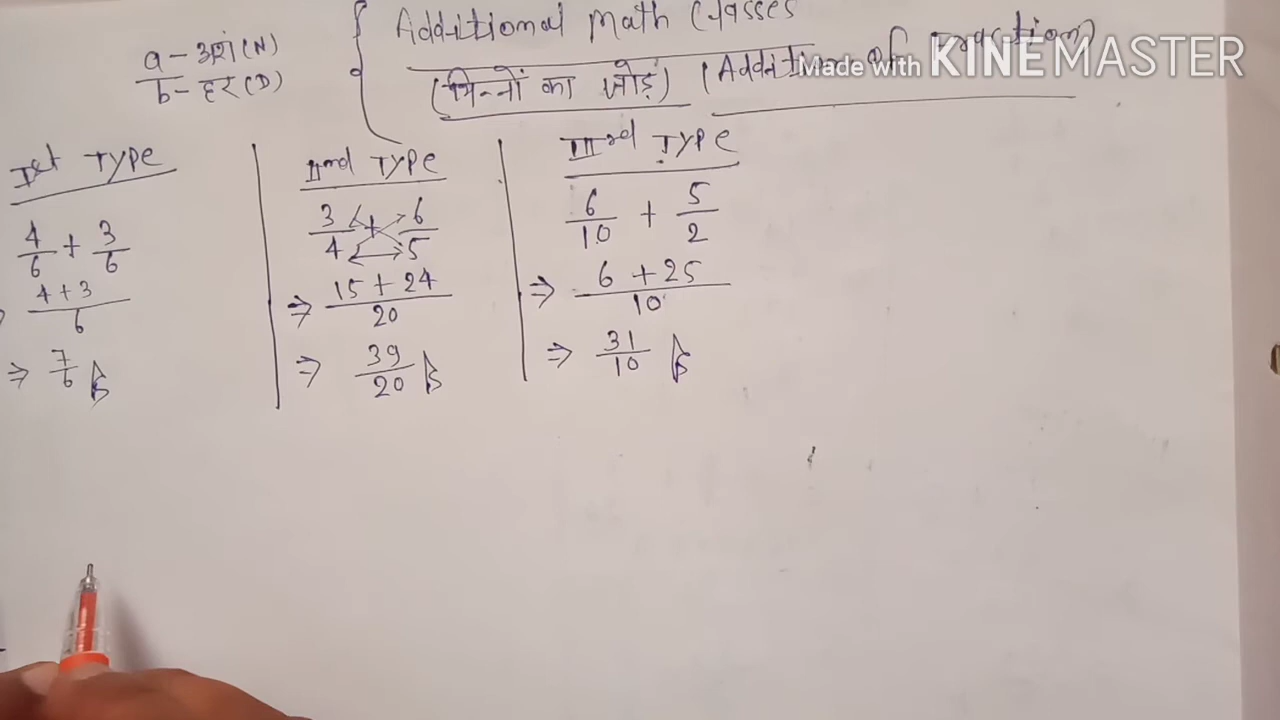 Additional Math Classes
a - अशं (N)
b - हर (D)
(भिन्नों का जोड़) (Addition of Fraction)
Made with KINEMASTER
Ist Type
4/6 + 3/6
4 + 3/6
⇒ 7/6
IInd Type
3/4 + 6/5
⇒ 15 + 24/20
⇒ 39/20
IIIrd Type
6/10 + 5/2
⇒ 6 + 25/10
⇒ 31/10